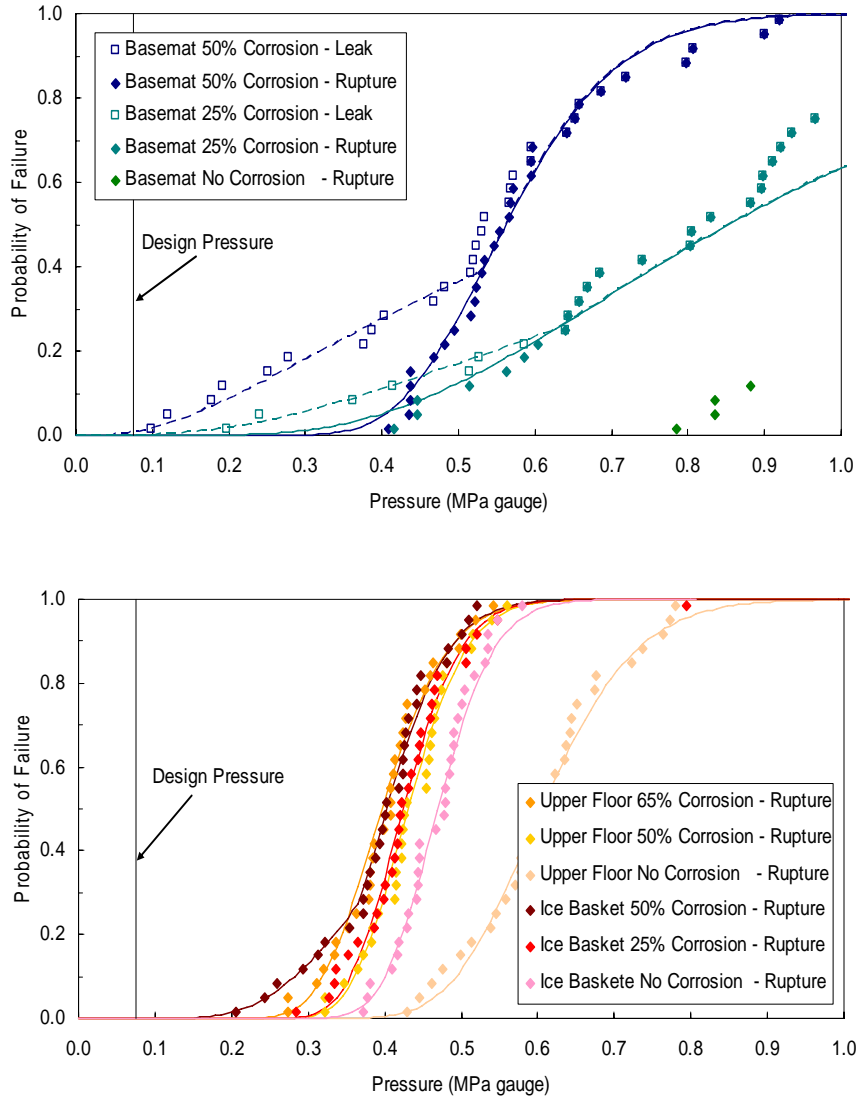 1.0
0.8
0.6
0.4
0.2
0.0
Probability of Failure
Basemat 50% Corrosion - Leak
Basemat 50% Corrosion - Rupture
Basemat 25% Corrosion - Leak
Basemat 25% Corrosion - Rupture
Basemat No Corrosion - Rupture
Design Pressure
0.0 0.1 0.2 0.3 0.4 0.5 0.6 0.7 0.8 0.9 1.0
Pressure (MPa gauge)
1.0
0.8
0.6
0.4
0.2
0.0
Probability of Failure
Design Pressure
Upper Floor 65% Corrosion - Rupture
Upper Floor 50% Corrosion - Rupture
Upper Floor No Corrosion - Rupture
Ice Basket 50% Corrosion - Rupture
Ice Basket 25% Corrosion - Rupture
Ice Baskete No Corrosion - Rupture
0.0 0.1 0.2 0.3 0.4 0.5 0.6 0.7 0.8 0.9 1.0
Pressure (MPa gauge)